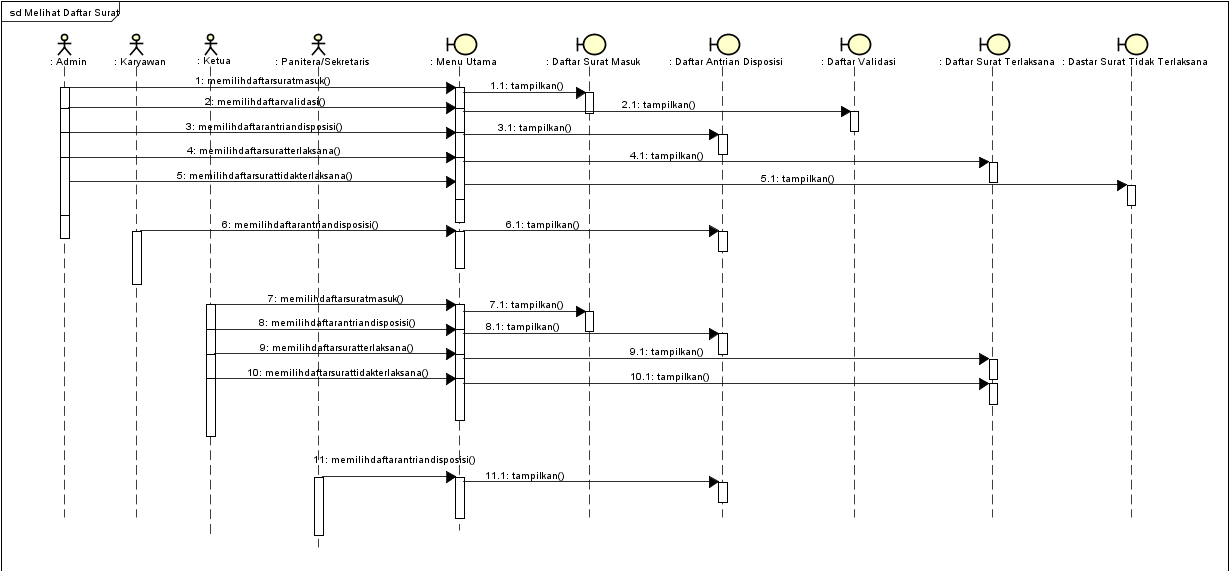 sd Melihat Daftar Surat
: Admin
: Karyawan
: Ketua
: Panitera/Sekretaris
: Menu Utama
: Daftar Surat Masuk
: Daftar Antrian Disposisi
: Daftar Validasi
: Daftar Surat Terlaksana
: Dastar Surat Tidak Terlaksana
1: memilihdaftarsuratmasuk()
1.1: tampilkan()
2: memilihdaftarvalidasi()
2.1: tampilkan()
3: memilihdaftarantriandisposisi()
3.1: tampilkan()
4: memilihdaftarsuratterlaksana()
4.1: tampilkan()
5: memilihdaftarsurattidakterlaksana()
5.1: tampilkan()
6: memilihdaftarantriandisposisi()
6.1: tampilkan()
7: memilihdaftarsuratmasuk()
7.1: tampilkan()
8: memilihdaftarantriandisposisi()
8.1: tampilkan()
9: memilihdaftarsuratterlaksana()
9.1: tampilkan()
10: memilihdaftarsurattidakterlaksana()
10.1: tampilkan()
11: memilihdaftarantriandisposisi()
11.1: tampilkan()